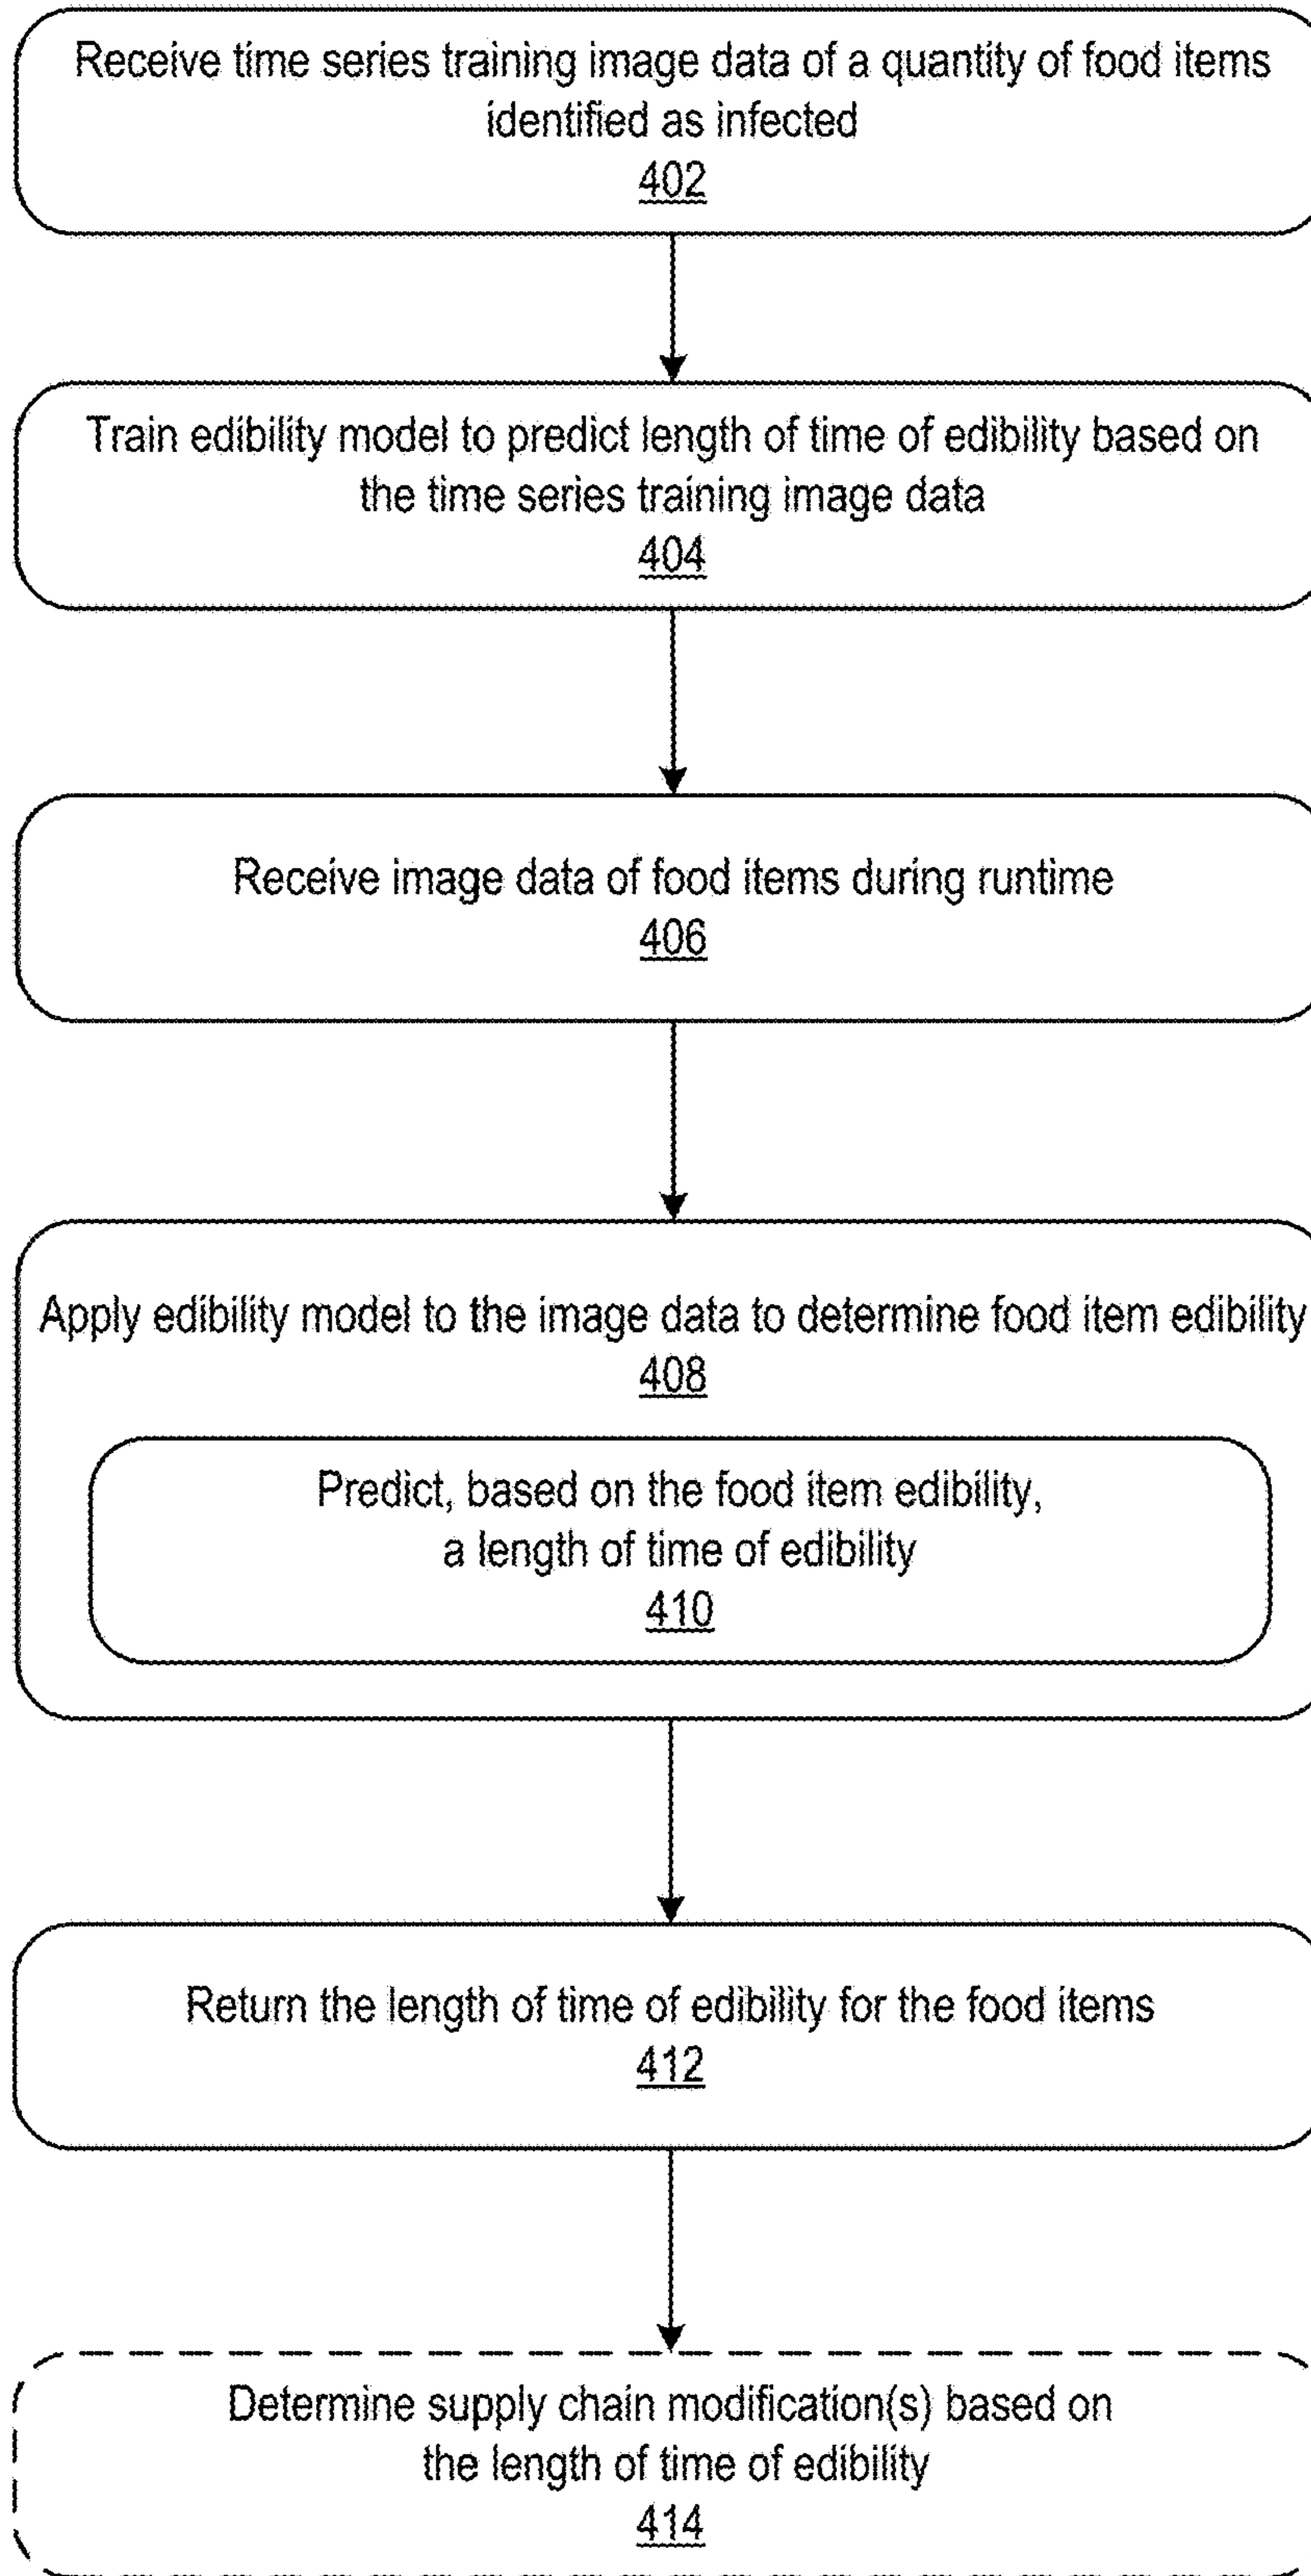 Receive time series training image data of a quantity of food items
identified as infected
402
Train edibility model to predict length of time of edibility based on
the time series training image data
404
Receive image data of food items during runtime
406
Apply edibility model to the image data to determine food item edibility
408
Predict, based on the food item edibility,
a length of time of edibility
410
Return the length of time of edibility for the food items
412
Determine supply chain modification(s) based on
the length of time of edibility
414